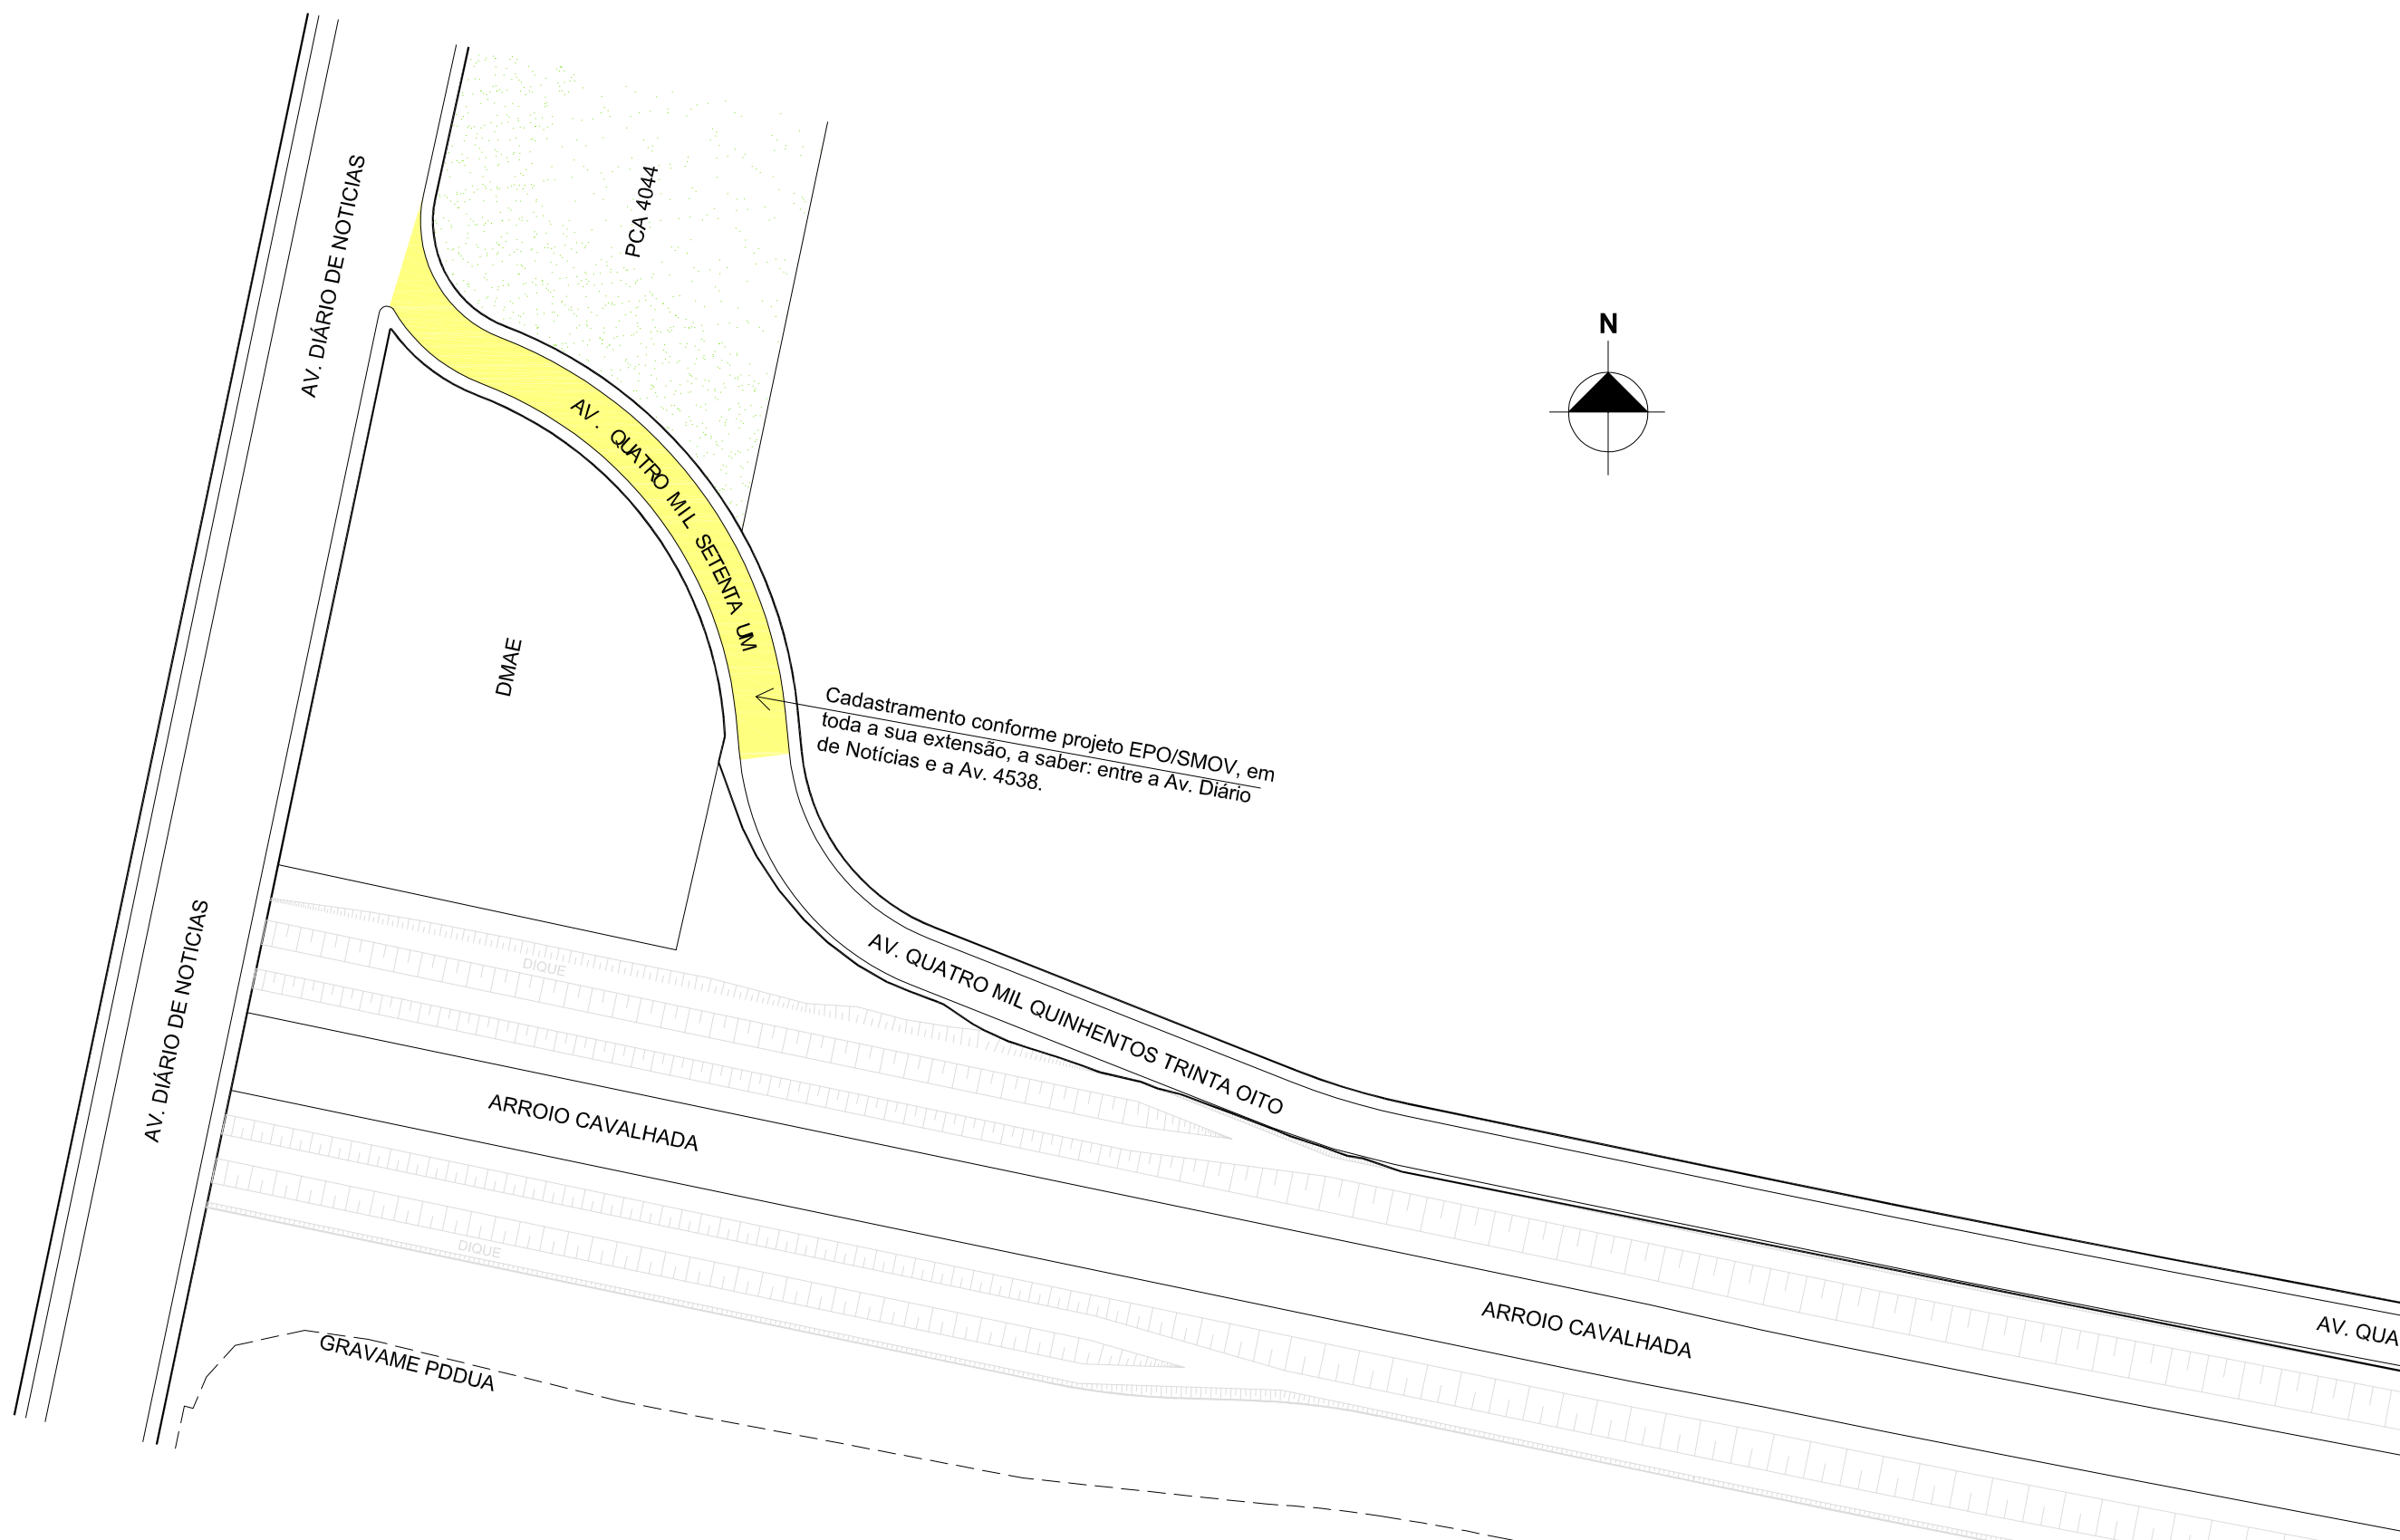 AV. DIÁRIO DE NOTICIAS
PCA 4044
N
AV. QUATRO MIL SETENTA UM
DMAE
Cadastramento conforme projeto EPO/SMOV, em
toda a sua extensão, a saber: entre a Av. Diário
de Notícias e a Av. 4538.
AV. DIÁRIO DE NOTICIAS
DIQUE
AV. QUATRO MIL QUINHENTOS TRINTA OITO
ARROIO CAVALHADA
DIQUE
ARROIO CAVALHADA
AV. QUA
GRAVAME PDDUA